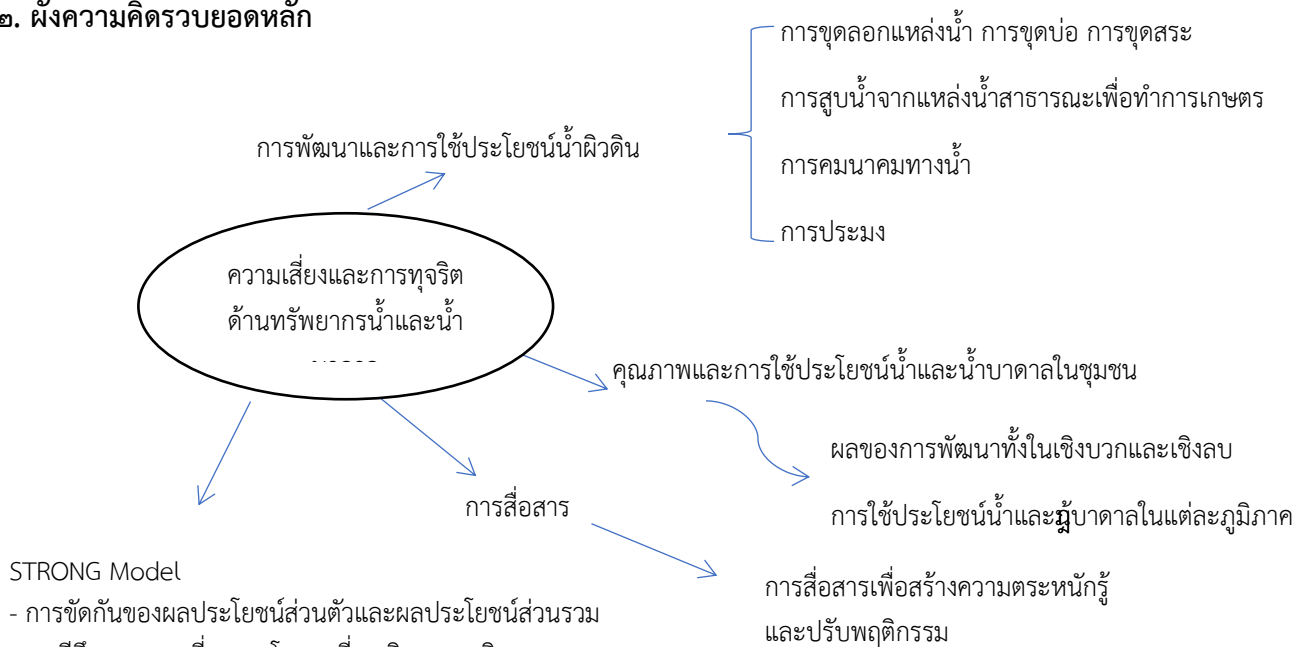 ๒. ผังความคิดรวบยอดหลัก
การขุดลอกแหล่งน้ำ การขุดบ่อ การขุดสระ
การสูบน้ำจากแหล่งน้ำสาธารณะเพื่อทำการเกษตร
การพัฒนาและการใช้ประโยชน์น้ำผิวดิน
การคมนาคมทางน้ำ
การประมง
ความเสี่ยงและการทุจริต
ด้านทรัพยากรน้ำและน้ำ
คุณภาพและการใช้ประโยชน์น้ำและน้ำบาดาลในชุมชน
ผลของการพัฒนาทั้งในเชิงบวกและเชิงลบ
การสื่อสาร
การใช้ประโยชน์น้ำและน้ำบาดาลในแต่ละภูมิภาค
STRONG Model
การสื่อสารเพื่อสร้างความตระหนักรู้
- การขัดกันของผลประโยชน์ส่วนตัวและผลประโยชน์ส่วนรวม
และปรับพฤติกรรม